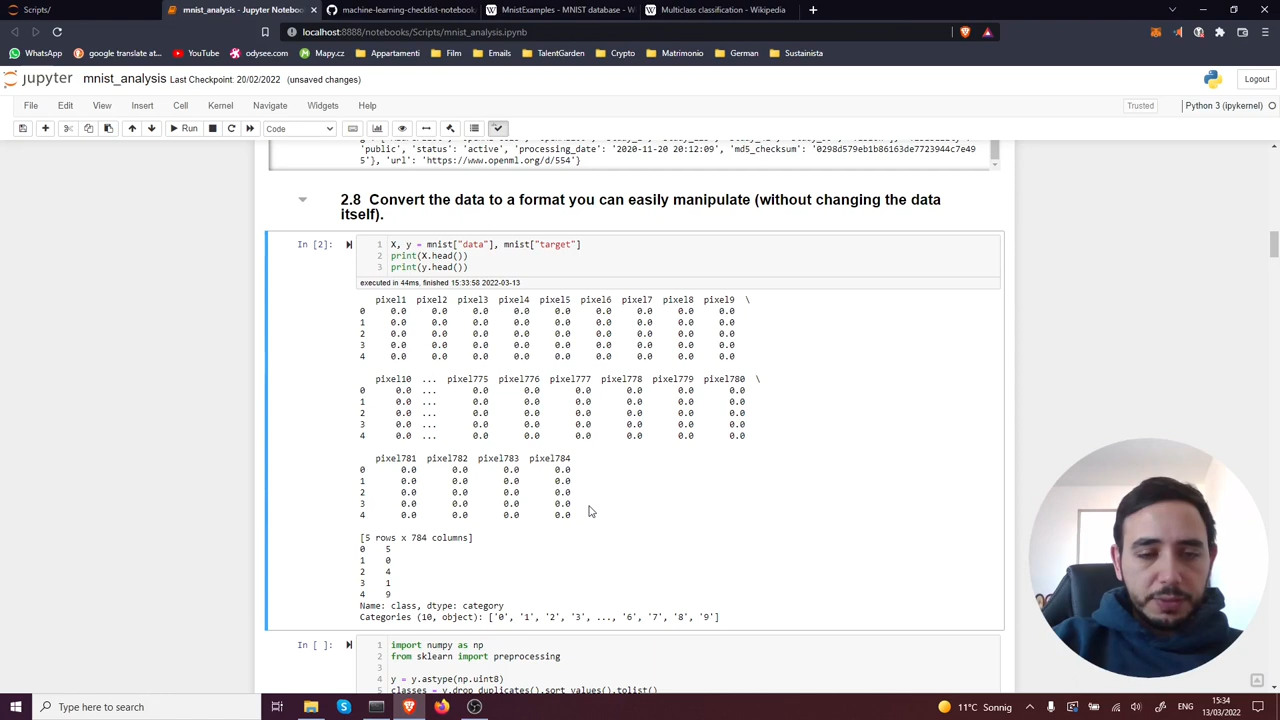 Scripts/
mnist_analysis - Jupyter Noteboo
machine-learning-checklist-notebook
MnistExamples - MNIST database - W
Multiclass classification - Wikipedia
localhost:8888/notebooks/Scripts/mnist_analysis.ipynb
WhatsApp
google translate at...
YouTube
odysee.com
Mapy.cz
Appartamenti
Film
Emails
TalentGarden
Crypto
Matrimonio
German
Sustainista
jupyter
mnist_analysis Last Checkpoint: 20/02/2022 (unsaved changes)
Logout
File Edit View Insert Cell Kernel Navigate Widgets Help
Trusted
Python 3 (ipykernel)
Run
Code
'public', 'status': 'active', 'processing_date': '2020-11-20 20:12:09', 'md5_checksum': '0298d579eb1b86163de7723944c7e49
5'}, 'url': 'https://www.openml.org/d/554'}
2.8 Convert the data to a format you can easily manipulate (without changing the data
itself).
In [2]:
1 X, y = mnist["data"], mnist["target"]
2 print(X.head())
3 print(y.head())
executed in 44ms, finished 15:33:58 2022-03-13
pixel1 pixel2 pixel3 pixel4 pixel5 pixel6 pixel7 pixel8 pixel9 \
0 0.0 0.0 0.0 0.0 0.0 0.0 0.0 0.0 0.0
1 0.0 0.0 0.0 0.0 0.0 0.0 0.0 0.0 0.0
2 0.0 0.0 0.0 0.0 0.0 0.0 0.0 0.0 0.0
3 0.0 0.0 0.0 0.0 0.0 0.0 0.0 0.0 0.0
4 0.0 0.0 0.0 0.0 0.0 0.0 0.0 0.0 0.0
pixel10 ... pixel775 pixel776 pixel777 pixel778 pixel779 pixel780 \
0 0.0 ... 0.0 0.0 0.0 0.0 0.0 0.0
1 0.0 ... 0.0 0.0 0.0 0.0 0.0 0.0
2 0.0 ... 0.0 0.0 0.0 0.0 0.0 0.0
3 0.0 ... 0.0 0.0 0.0 0.0 0.0 0.0
4 0.0 ... 0.0 0.0 0.0 0.0 0.0 0.0
pixel781 pixel782 pixel783 pixel784
0 0.0 0.0 0.0 0.0
1 0.0 0.0 0.0 0.0
2 0.0 0.0 0.0 0.0
3 0.0 0.0 0.0 0.0
4 0.0 0.0 0.0 0.0
[5 rows x 784 columns]
0 5
1 0
2 4
3 1
4 9
Name: class, dtype: category
Categories (10, object): ['0', '1', '2', '3', ..., '6', '7', '8', '9']
In [ ]:
1 import numpy as np
2 from sklearn import preprocessing
3
4 y = y.astype(np.uint8)
5 classes = y.drop_duplicates().sort_values().tolist()
Type here to search
11°C Sonnig
15:34
13/03/2022